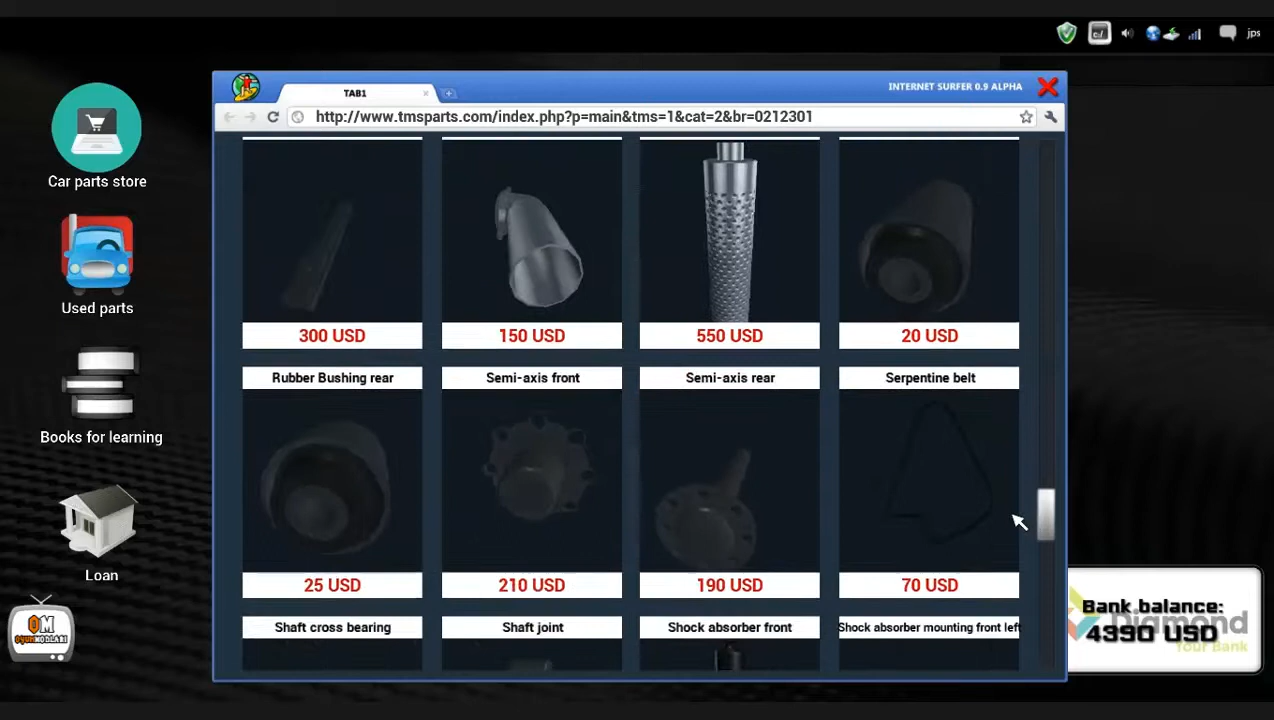 jps
TAB1
INTERNET SURFER 0.9 ALPHA
http://www.tmsparts.com/index.php?p=main&tms=1&cat=2&br=0212301
Car parts store
Used parts
Books for learning
Loan
OM
OYUNMODLARI
300 USD
150 USD
550 USD
20 USD
Rubber Bushing rear
Semi-axis front
Semi-axis rear
Serpentine belt
25 USD
210 USD
190 USD
70 USD
Shaft cross bearing
Shaft joint
Shock absorber front
Shock absorber mounting front left
Bank balance:
4390 USD
Diamond
Your Bank